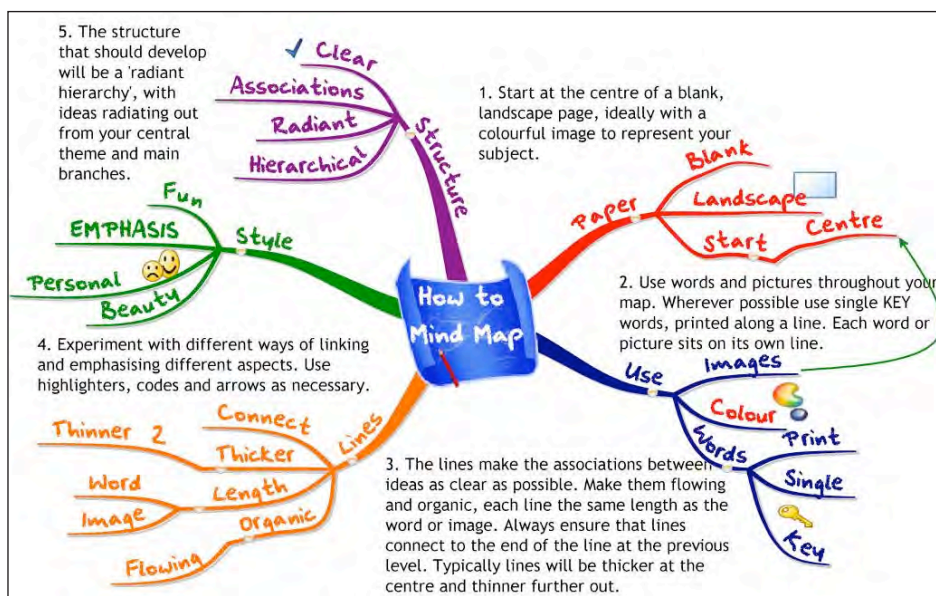 5. The structure
that should develop
will be a 'radiant
hierarchy', with
ideas radiating out
from your central
theme and main
branches.
Clear
Associations
Radiant
Hierarchical
Structure
1. Start at the centre of a blank,
landscape page, ideally with a
colourful image to represent your
subject.
Paper
Blank
Landscape
Start
Centre
Fun
EMPHASIS
Personal
Beauty
Style
How to
Mind Map
2. Use words and pictures throughout your
map. Wherever possible use single KEY
words, printed along a line. Each word or
picture sits on its own line.
Use
Images
Colour
Words
Print
Single
Key
4. Experiment with different ways of linking
and emphasising different aspects. Use
highlighters, codes and arrows as necessary.
Lines
Connect
Thinner 2
Thicker
Length
Word
Image
Organic
Flowing
3. The lines make the associations between
ideas as clear as possible. Make them flowing
and organic, each line the same length as the
word or image. Always ensure that lines
connect to the end of the line at the previous
level. Typically lines will be thicker at the
centre and thinner further out.